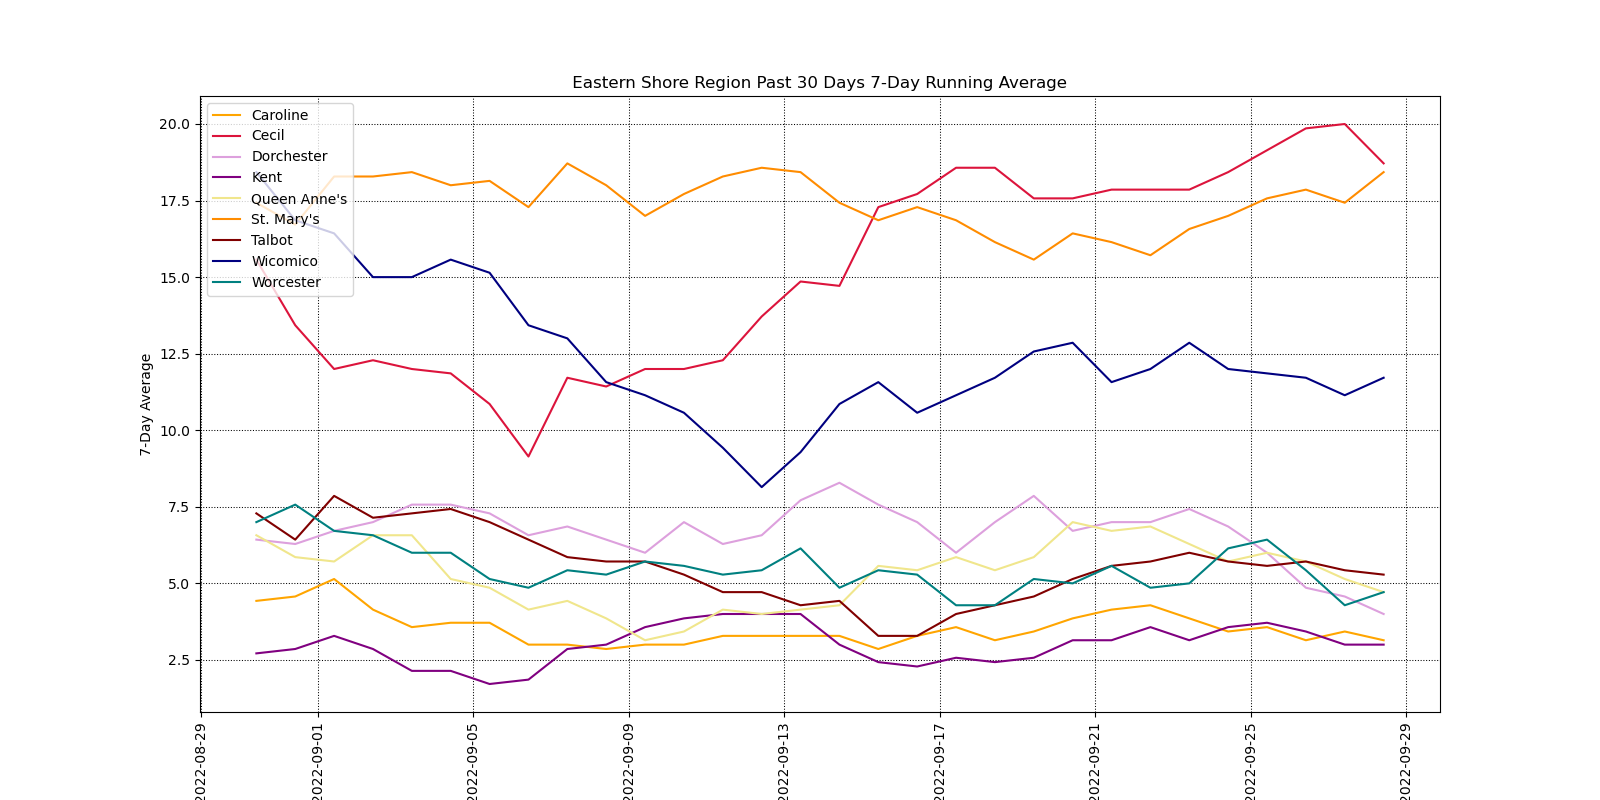 Eastern Shore Region Past 30 Days 7-Day Running Average
Caroline
Cecil
Dorchester
Kent
Queen Anne's
St. Mary's
Talbot
Wicomico
Worcester
7-Day Average
20.0
17.5
15.0
12.5
10.0
7.5
5.0
2.5
2022-08-29
2022-09-01
2022-09-05
2022-09-09
2022-09-13
2022-09-17
2022-09-21
2022-09-25
2022-09-29